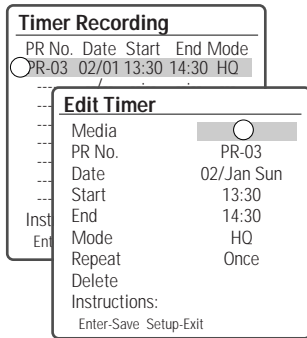 Timer Recording
PR No. Date Start End Mode
PR-03 02/01 13:30 14:30 HQ
Inst
Ent
Edit Timer
Media
PR No. PR-03
Date 02/Jan Sun
Start 13:30
End 14:30
Mode HQ
Repeat Once
Delete
Instructions:
Enter-Save Setup-Exit